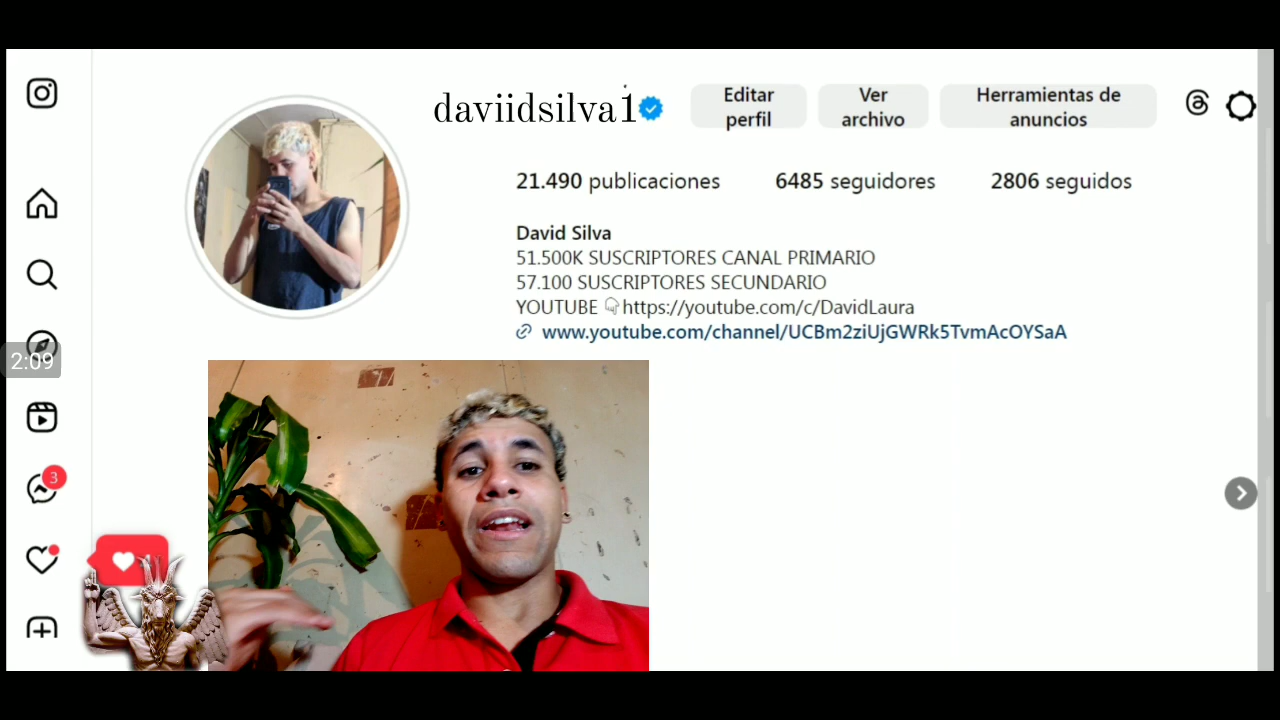 daviidsilva1
Editar perfil
Ver archivo
Herramientas de anuncios
21.490 publicaciones 6485 seguidores 2806 seguidos
David Silva
51.500K SUSCRIPTORES CANAL PRIMARIO
57.100 SUSCRIPTORES SECUNDARIO
YOUTUBE 👇https://youtube.com/c/DavidLaura
www.youtube.com/channel/UCBm2ziUjGWRk5TvmAcOYSaA
2:09
3